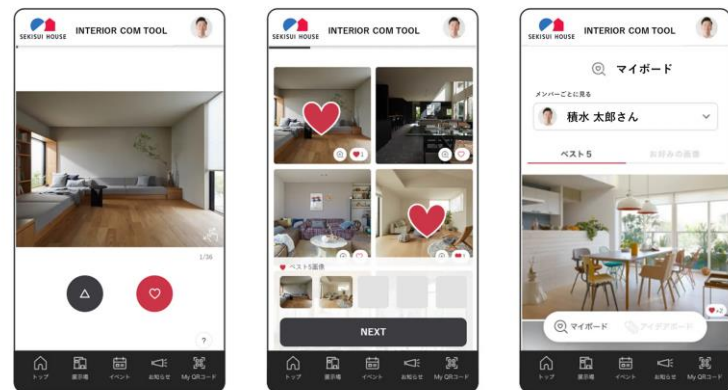 SEKISUI HOUSE
INTERIOR COM TOOL
1/36
?
トップ
展示場
イベント
お知らせ
My QRコード
SEKISUI HOUSE
INTERIOR COM TOOL
1
1
ベスト5画像
NEXT
トップ
展示場
イベント
お知らせ
My QRコード
SEKISUI HOUSE
INTERIOR COM TOOL
マイボード
メンバーごとに見る
積水 太郎さん
ベスト5
お好みの画像
×2
マイボード
アイデアボード
トップ
展示場
イベント
お知らせ
My QRコード